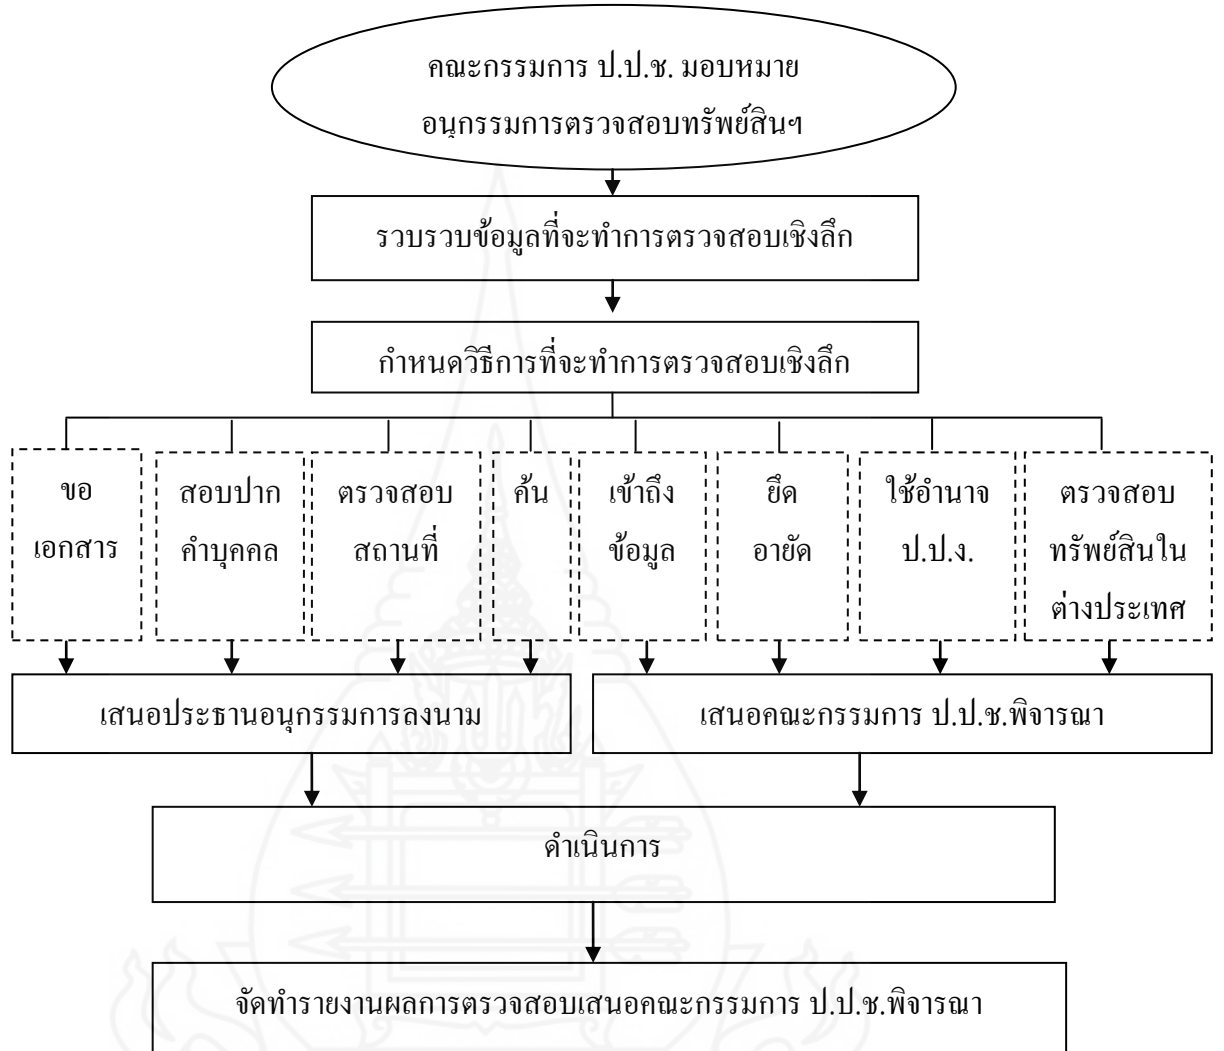 คณะกรรมการ ป.ป.ช. มอบหมาย
อนุกรรมการตรวจสอบทรัพย์สินฯ
รวบรวบข้อมูลที่จะทำการตรวจสอบเชิงลึก
กำหนดวิธีการที่จะทำการตรวจสอบเชิงลึก
ขอ
เอกสาร
สอบปาก
คำบุคคล
ตรวจสอบ
สถานที่
ค้น
เข้าถึง
ข้อมูล
ยึด
อายัด
ใช้อำนาจ
ป.ป.ง.
ตรวจสอบ
ทรัพย์สินใน
ต่างประเทศ
เสนอประธานอนุกรรมการลงนาม
เสนอคณะกรรมการ ป.ป.ช.พิจารณา
ดำเนินการ
จัดทำรายงานผลการตรวจสอบเสนอคณะกรรมการ ป.ป.ช.พิจารณา